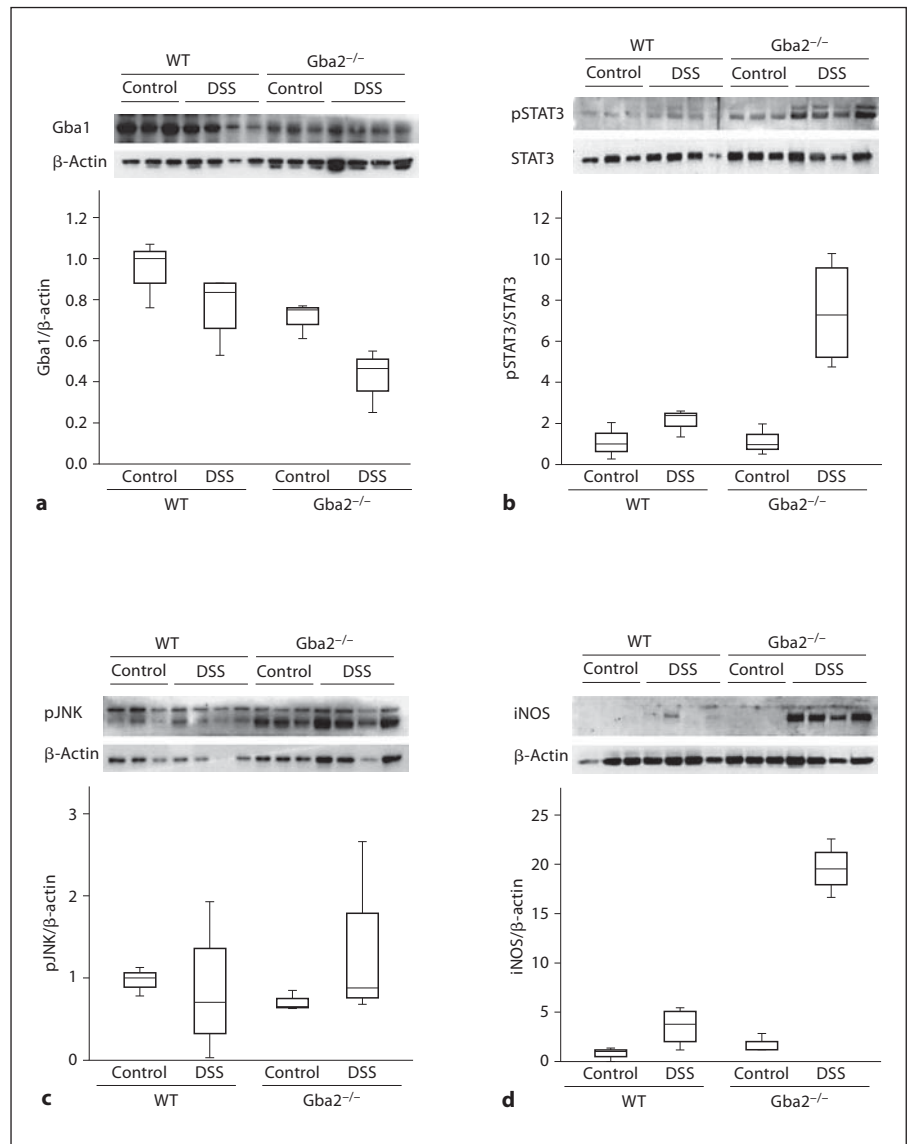 WT Gba2–/–
Control DSS Control DSS
Gba1
β-Actin
Gba1/β-actin
1.2
1.0
0.8
0.6
0.4
0.2
0.0
Control DSS Control DSS
WT Gba2–/–
a
WT Gba2–/–
Control DSS Control DSS
pSTAT3
STAT3
pSTAT3/STAT3
12
10
8
6
4
2
0
Control DSS Control DSS
WT Gba2–/–
b
WT Gba2–/–
Control DSS Control DSS
pJNK
β-Actin
pJNK/β-actin
3
2
1
0
Control DSS Control DSS
WT Gba2–/–
c
WT Gba2–/–
Control DSS Control DSS
iNOS
β-Actin
iNOS/β-actin
25
20
15
10
5
0
Control DSS Control DSS
WT Gba2–/–
d